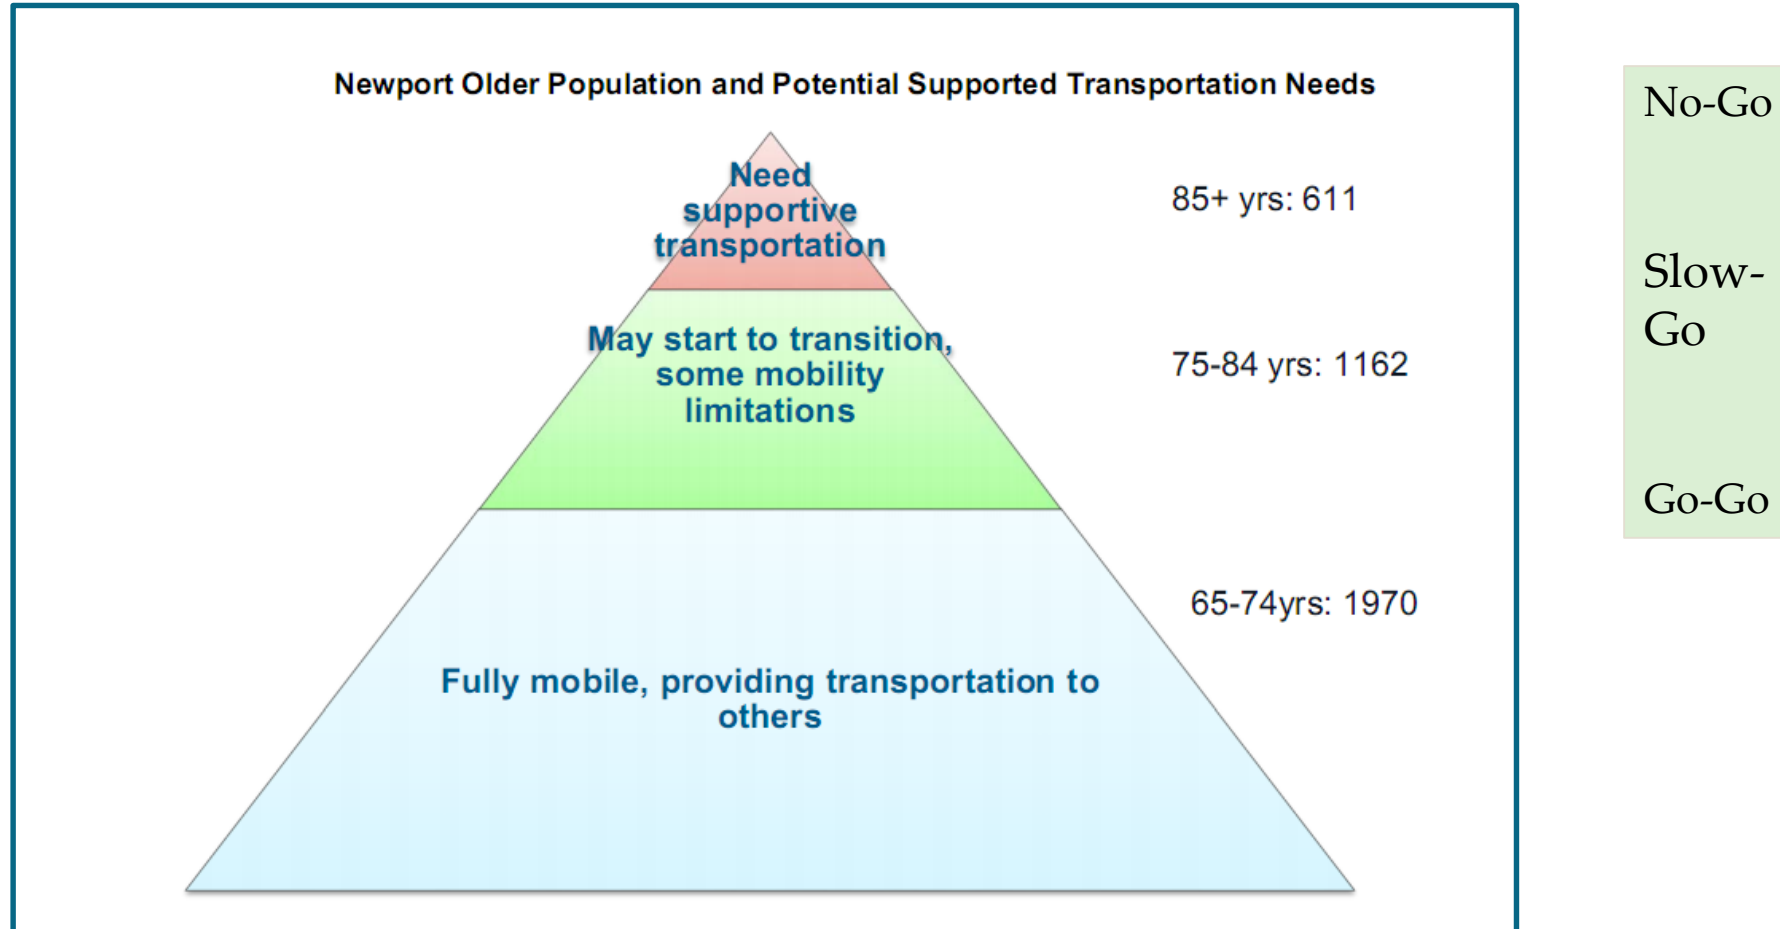 Newport Older Population and Potential Supported Transportation Needs
Need
supportive
transportation
85+ yrs: 611
May start to transition,
some mobility
limitations
75-84 yrs: 1162
Fully mobile, providing transportation to
others
65-74yrs: 1970
No-Go
Slow-
Go
Go-Go